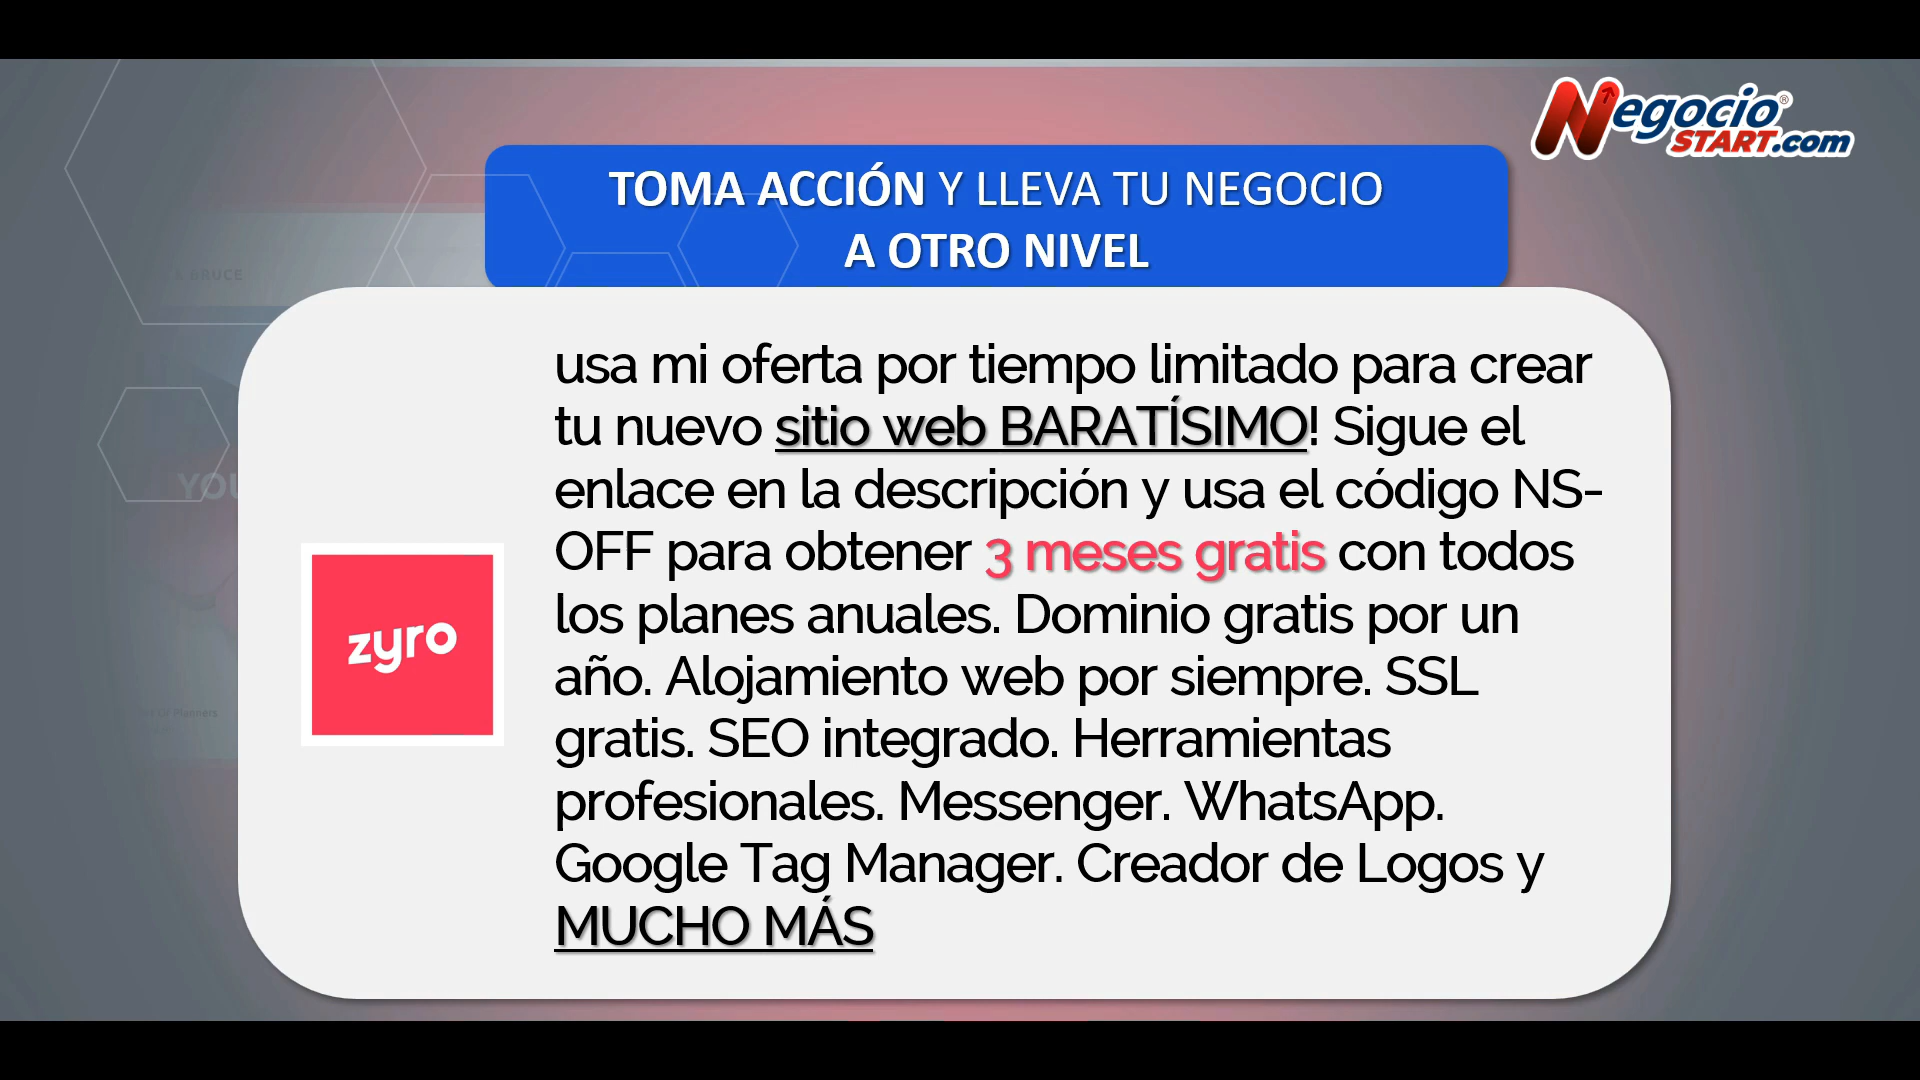 Negocio®
START.com
TOMA ACCIÓN Y LLEVA TU NEGOCIO
A OTRO NIVEL
BRUCE
usa mi oferta por tiempo limitado para crear
tu nuevo sitio web BARATÍSIMO! Sigue el
enlace en la descripción y usa el código NS-
OFF para obtener 3 meses gratis con todos
los planes anuales. Dominio gratis por un
año. Alojamiento web por siempre. SSL
gratis. SEO integrado. Herramientas
profesionales. Messenger. WhatsApp.
Google Tag Manager. Creador de Logos y
MUCHO MÁS
zyro
YOU
Planners